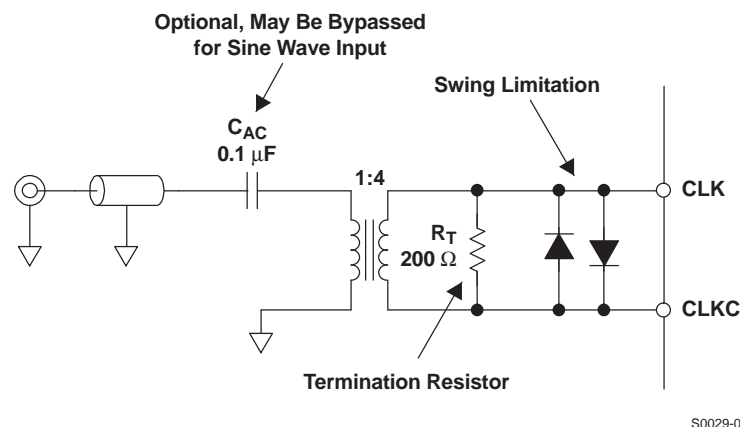 Optional, May Be Bypassed
for Sine Wave Input
Swing Limitation
CAC
0.1 μF
1:4
CLK
RT
200 Ω
CLKC
Termination Resistor
S0029-0